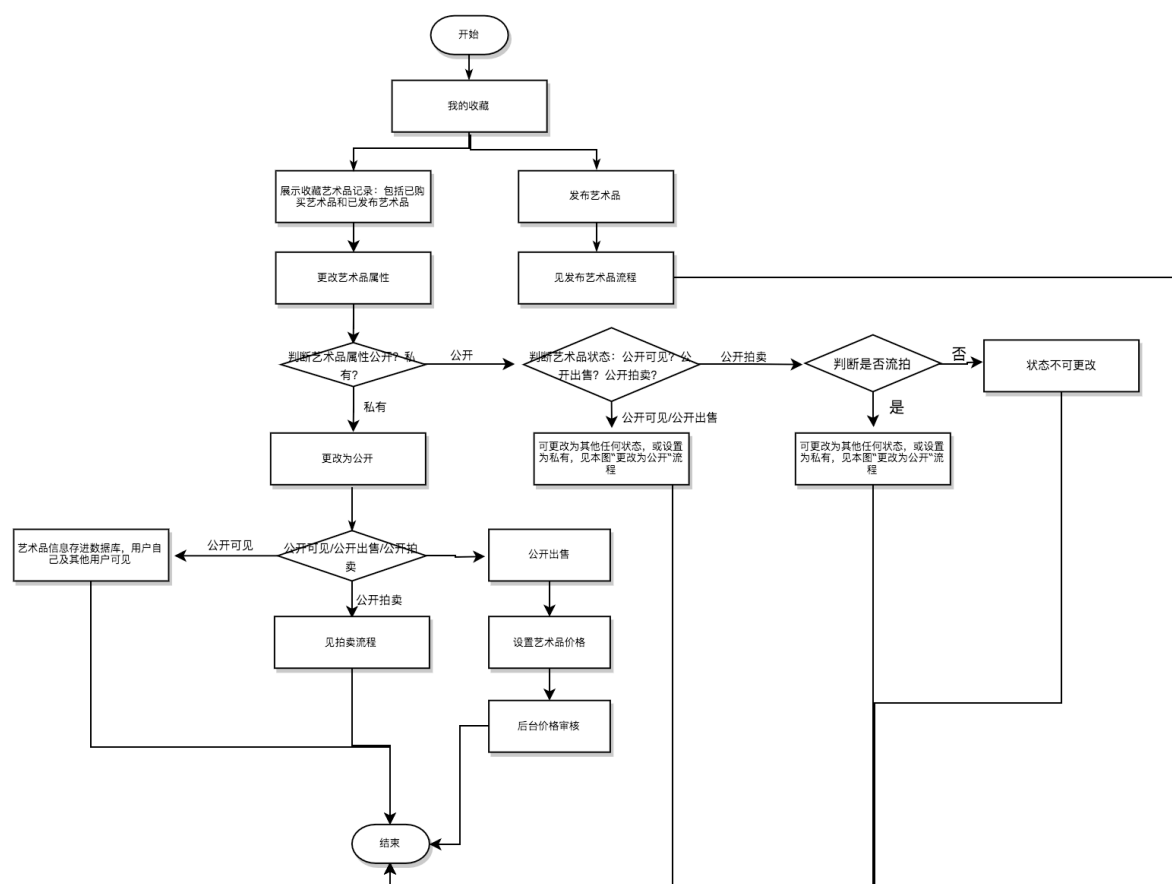 开始
我的收藏
展示收藏艺术品记录：包括已购
买艺术品和已发布艺术品
发布艺术品
更改艺术品属性
见发布艺术品流程
判断艺术品属性公开？私
有？
公开
判断艺术品状态：公开可见？公
开出售？公开拍卖？
公开拍卖
判断是否流拍
否
状态不可更改
私有
公开可见/公开出售
是
更改为公开
可更改为其他任何状态，或设置
为私有，见本图“更改为公开“流
程
可更改为其他任何状态，或设置
为私有，见本图“更改为公开“流
程
艺术品信息存进数据库，用户自
己及其他用户可见
公开可见
公开可见/公开出售/公开拍
卖
公开出售
公开拍卖
见拍卖流程
设置艺术品价格
后台价格审核
结束